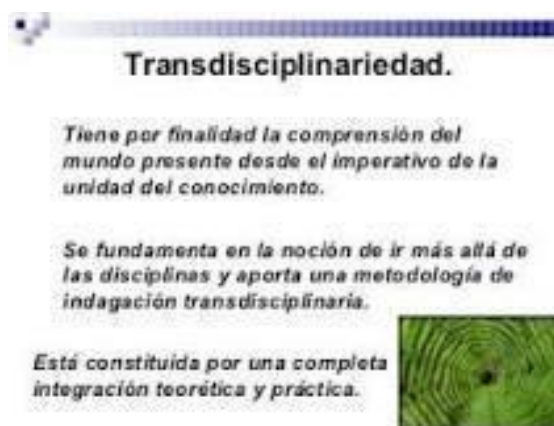 Transdisciplinariedad.
Tiene por finalidad la comprensión del
mundo presente desde el imperativo de la
unidad del conocimiento.
Se fundamenta en la noción de ir más allá de
las disciplinas y aporta una metodología de
indagación transdisciplinaria.
Está constituida por una completa
integración teorética y práctica.